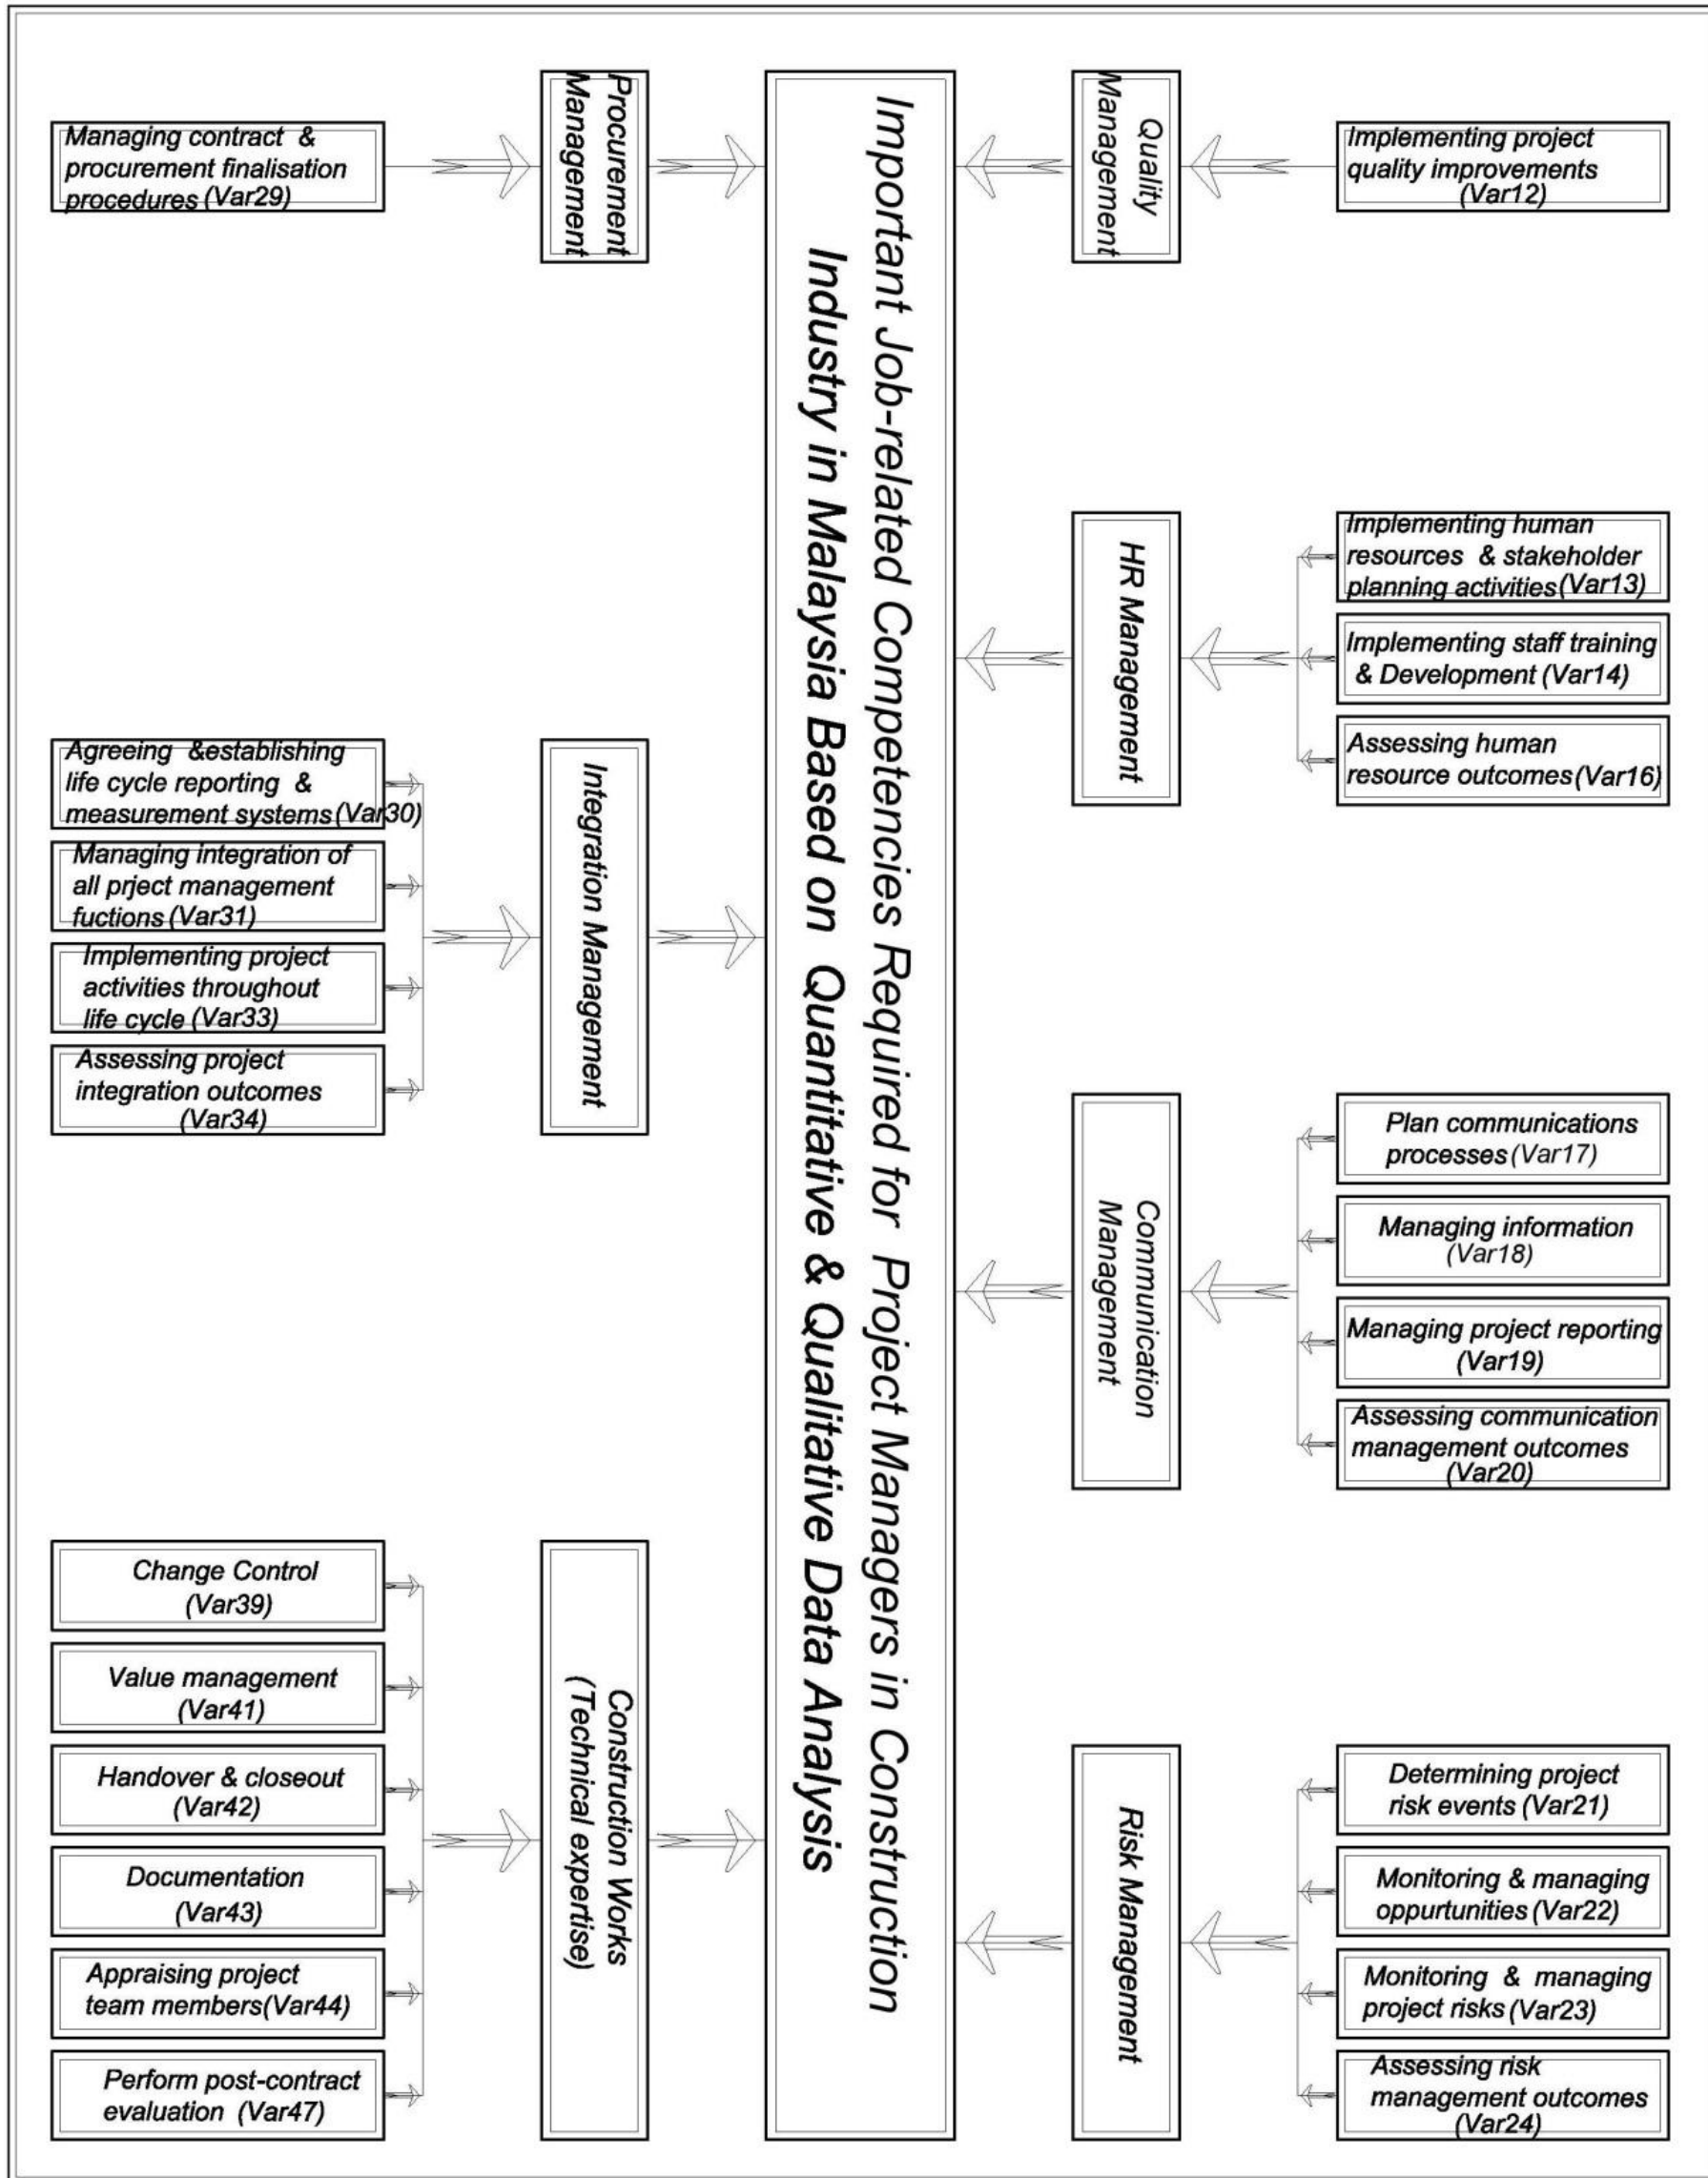 Important Job-related Competencies Required for Project Managers in Construction
Industry in Malaysia Based on Quantitative & Qualitative Data Analysis
Procurement
Management
Managing contract &
procurement finalisation
procedures (Var29)
Integration Management
Agreeing &establishing
life cycle reporting &
measurement systems (Var30)
Managing integration of
all prject management
fuctions (Var31)
Implementing project
activities throughout
life cycle (Var33)
Assessing project
integration outcomes
(Var34)
Construction Works
(Technical expertise)
Change Control
(Var39)
Value management
(Var41)
Handover & closeout
(Var42)
Documentation
(Var43)
Appraising project
team members(Var44)
Perform post-contract
evaluation (Var47)
Quality
Management
Implementing project
quality improvements
(Var12)
HR Management
Implementing human
resources & stakeholder
planning activities(Var13)
Implementing staff training
& Development (Var14)
Assessing human
resource outcomes(Var16)
Communication
Management
Plan communications
processes (Var17)
Managing information
(Var18)
Managing project reporting
(Var19)
Assessing communication
management outcomes
(Var20)
Risk Management
Determining project
risk events (Var21)
Monitoring & managing
oppurtunities (Var22)
Monitoring & managing
project risks (Var23)
Assessing risk
management outcomes
(Var24)